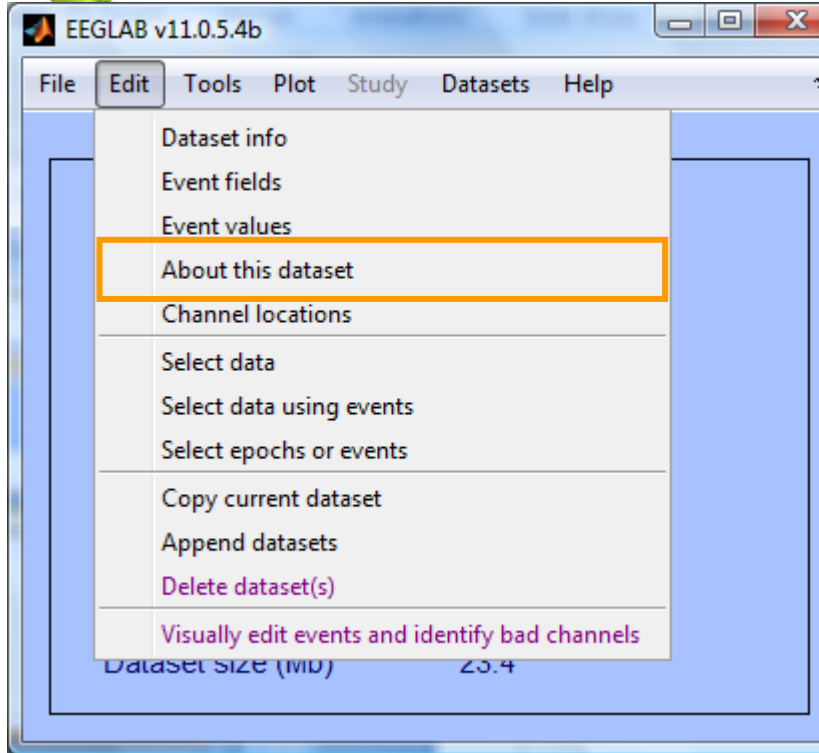 EEGLAB v11.0.5.4b
File Edit Tools Plot Study Datasets Help
Dataset info
Event fields
Event values
About this dataset
Channel locations
Select data
Select data using events
Select epochs or events
Copy current dataset
Append datasets
Delete dataset(s)
Visually edit events and identify bad channels
Dataset size (Mb) 23.4